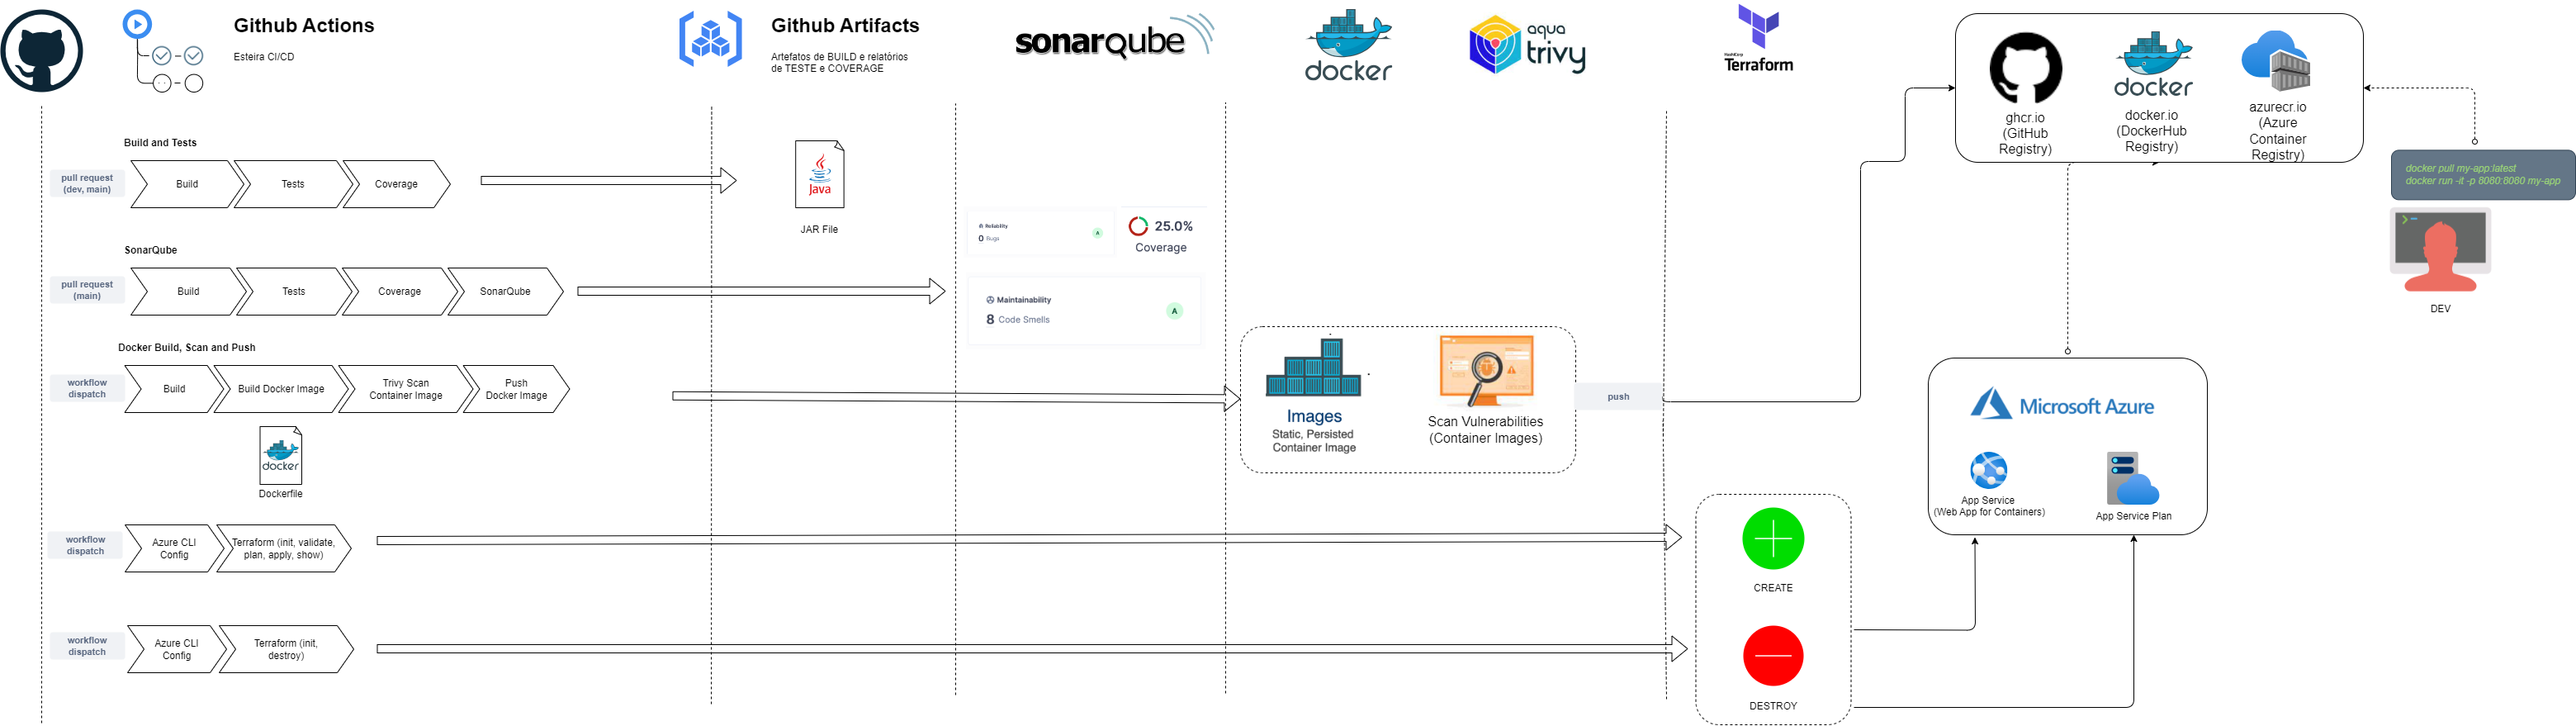 Github Actions
Esteira CI/CD
Github Artifacts
Artefatos de BUILD e relatórios
de TESTE e COVERAGE
sonarqube
docker
aqua
trivy
HashiCorp
Terraform
ghcr.io
(GitHub
Registry)
docker
docker.io
(DockerHub
Registry)
azurecr.io
(Azure
Container
Registry)
Build and Tests
pull request
(dev, main)
Build
Tests
Coverage
Java
JAR File
docker pull my-app:latest
docker run -it -p 8080:8080 my-app
DEV
SonarQube
pull request
(main)
Build
Tests
Coverage
SonarQube
Reliability
0 Bugs
A
25.0%
Coverage
Maintainability
8 Code Smells
A
Docker Build, Scan and Push
workflow
dispatch
Build
Build Docker Image
Trivy Scan
Container Image
Push
Docker Image
docker
Dockerfile
Images
Static, Persisted
Container Image
Scan Vulnerabilities
(Container Images)
push
Microsoft Azure
App Service
(Web App for Containers)
App Service Plan
workflow
dispatch
Azure CLI
Config
Terraform (init, validate,
plan, apply, show)
CREATE
workflow
dispatch
Azure CLI
Config
Terraform (init,
destroy)
DESTROY